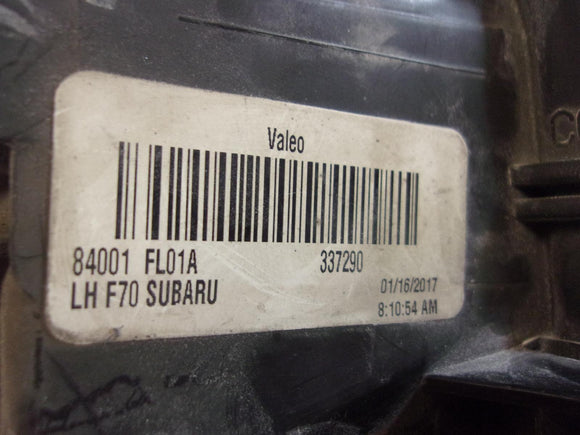 Valeo
84001 FL01A 337290
LH F70 SUBARU 01/16/2017
8:10:54 AM